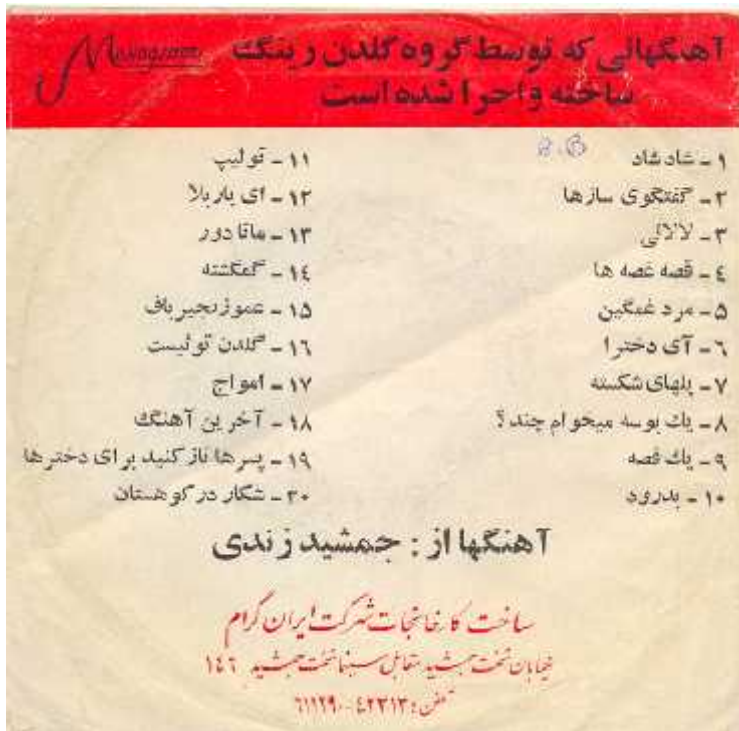 آهنگهائی که توسط گروه گلدن رینگ
ساخته و اجرا شده است
Monogram
۱ - شاد شاد
۲ - گفتگوی سازها
۳ - لالائی
۴ - قصه غصه ها
۵ - مرد غمگین
۶ - آی دخترا
۷ - پلهای شکسته
۸ - یك بوسه میخوام چند ؟
۹ - یك قصه
۱۰ - بدرود
۱۱ - تولیپ
۱۲ - ای یار بلا
۱۳ - ماتادور
۱۴ - گمگشته
۱۵ - عمو زنجیر باف
۱۶ - گلدن توئیست
۱۷ - امواج
۱۸ - آخرین آهنگ
۱۹ - پسرها ناز کنید برای دخترها
۲۰ - شکار در کوهستان
آهنگها از : جمشید زندی
ساخت کارخانجات شرکت ایران گرام
خیابان تخت جمشید مقابل سینما تخت جمشید ۱۴۶
تلفن : ۴۲۳۱۳ - ۶۱۱۲۹۰